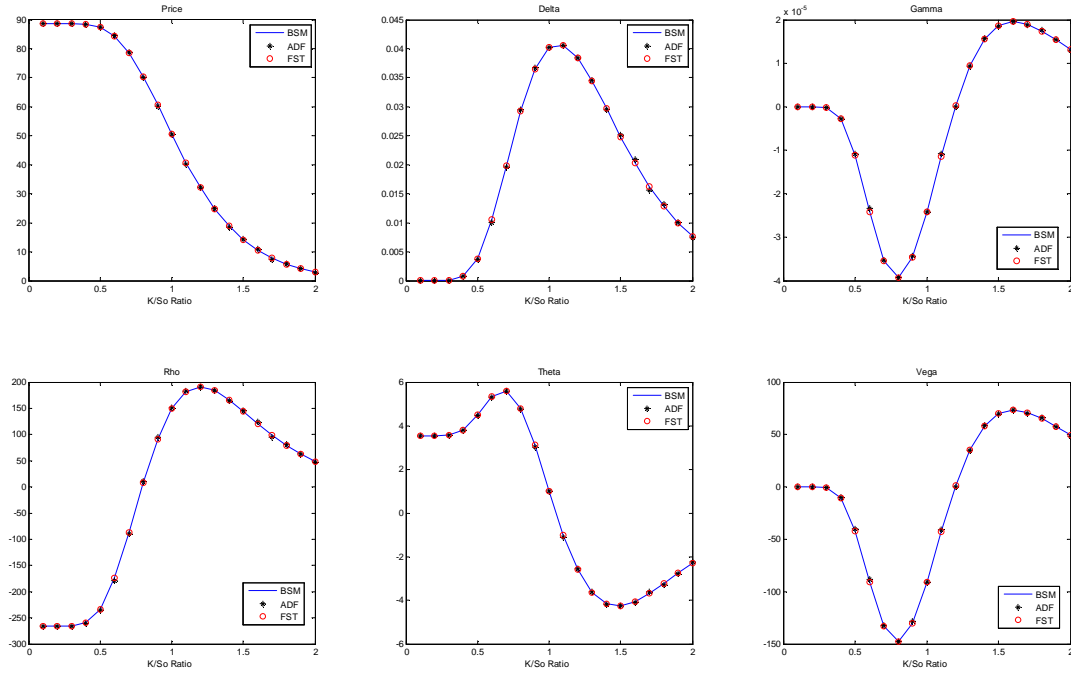 Price
90
80
70
60
50
40
30
20
10
0
0 0.5 1 1.5 2
K/So Ratio
BSM
ADF
FST
Delta
0.045
0.04
0.035
0.03
0.025
0.02
0.015
0.01
0.005
0
0 0.5 1 1.5 2
K/So Ratio
BSM
ADF
FST
Gamma
x 10^-5
2
1
0
-1
-2
-3
-4
0 0.5 1 1.5 2
K/So Ratio
BSM
ADF
FST
Rho
200
150
100
50
0
-50
-100
-150
-200
-250
-300
0 0.5 1 1.5 2
K/So Ratio
BSM
ADF
FST
Theta
6
4
2
0
-2
-4
-6
0 0.5 1 1.5 2
K/So Ratio
BSM
ADF
FST
Vega
100
50
0
-50
-100
-150
0 0.5 1 1.5 2
K/So Ratio
BSM
ADF
FST